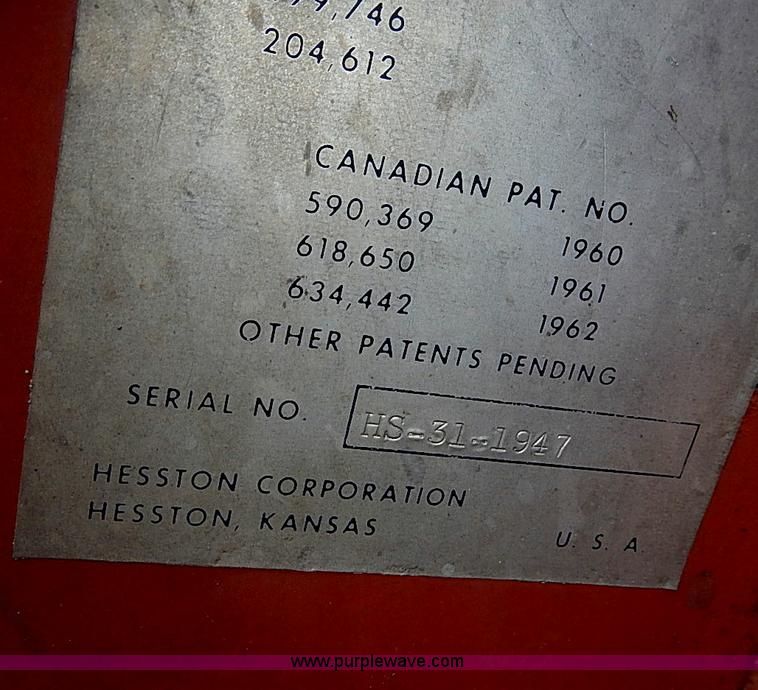 204,612
CANADIAN PAT. NO.
590,369 1960
618,650 1961
634,442 1962
OTHER PATENTS PENDING
SERIAL NO. HS-31-1947
HESSTON CORPORATION
HESSTON, KANSAS U. S. A.
www.purplewave.com